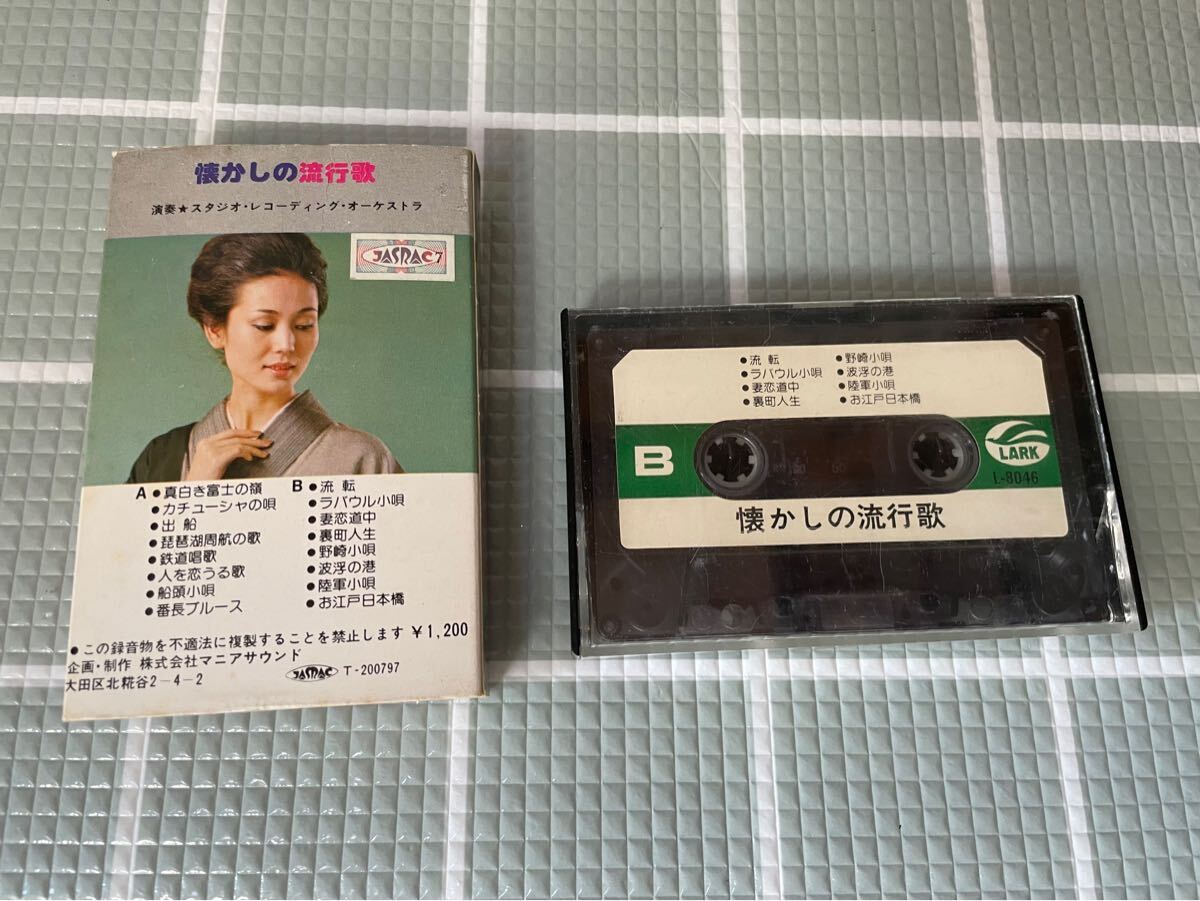 懐かしの流行歌
演奏★スタジオ・レコーディング・オーケストラ
JASRAC 7
A ●真白き富士の嶺
●カチューシャの唄
●出船
●琵琶湖周航の歌
●鉄道唱歌
●人を恋うる歌
●船頭小唄
●番長ブルース
B ●流転
●ラバウル小唄
●妻恋道中
●裏町人生
●野崎小唄
●波浮の港
●陸軍小唄
●お江戸日本橋
●この録音物を不適法に複製することを禁止します ¥1,200
企画・制作 株式会社マニアサウンド
大田区北糀谷2-4-2
JASRAC T-200797
●流転
●ラバウル小唄
●妻恋道中
●裏町人生
●野崎小唄
●波浮の港
●陸軍小唄
●お江戸日本橋
B
50
LARK
L-8046
懐かしの流行歌